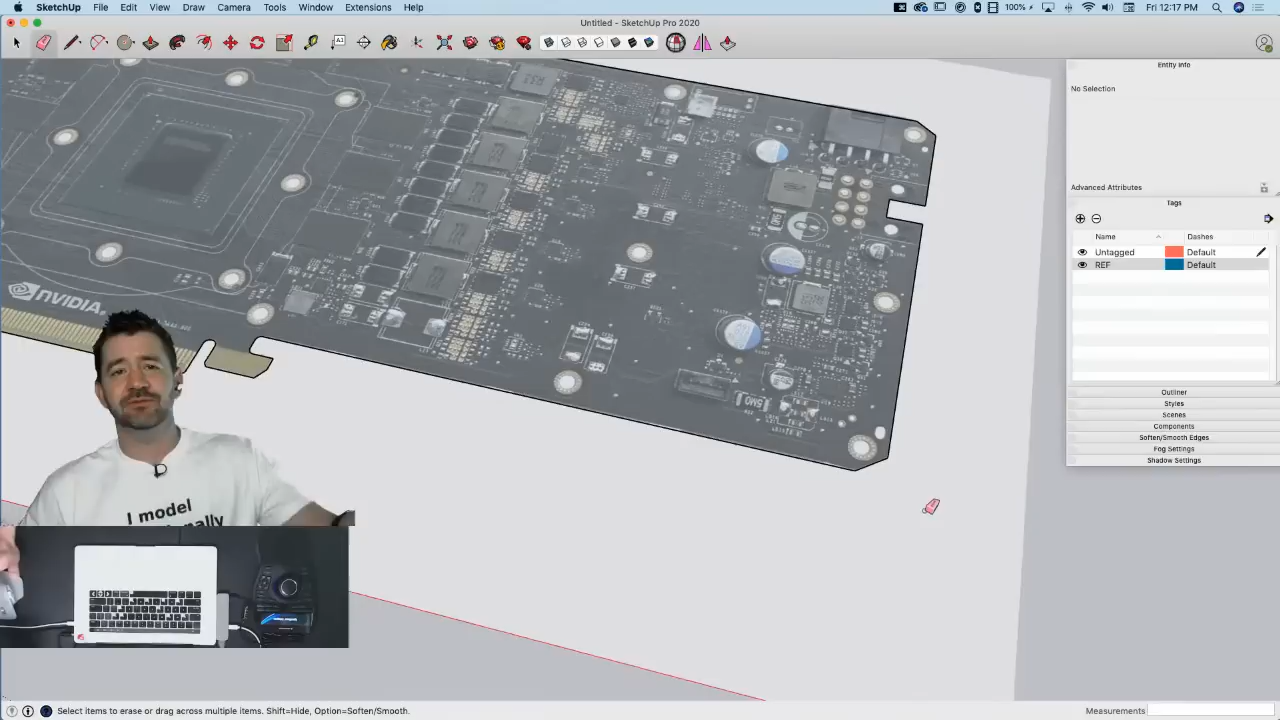 SketchUp File Edit View Draw Camera Tools Window Extensions Help 100% Fri 12:17 PM
Untitled - SketchUp Pro 2020
Entity Info
No Selection
Advanced Attributes
Tags
Name Dashes
Untagged Default
REF Default
Outliner
Styles
Scenes
Components
Soften/Smooth Edges
Fog Settings
Shadow Settings
NVIDIA.
I model
Select items to erase or drag across multiple items. Shift=Hide, Option=Soften/Smooth.
Measurements